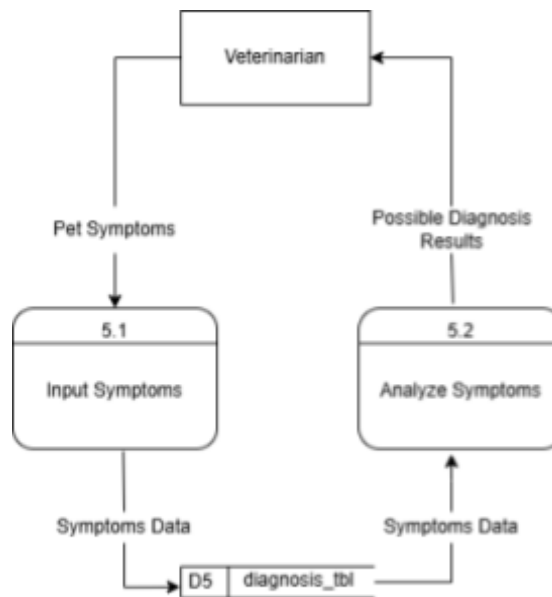 Veterinarian
Pet Symptoms
Possible Diagnosis
Results
5.1
Input Symptoms
5.2
Analyze Symptoms
Symptoms Data
Symptoms Data
D5 diagnosis_tbl